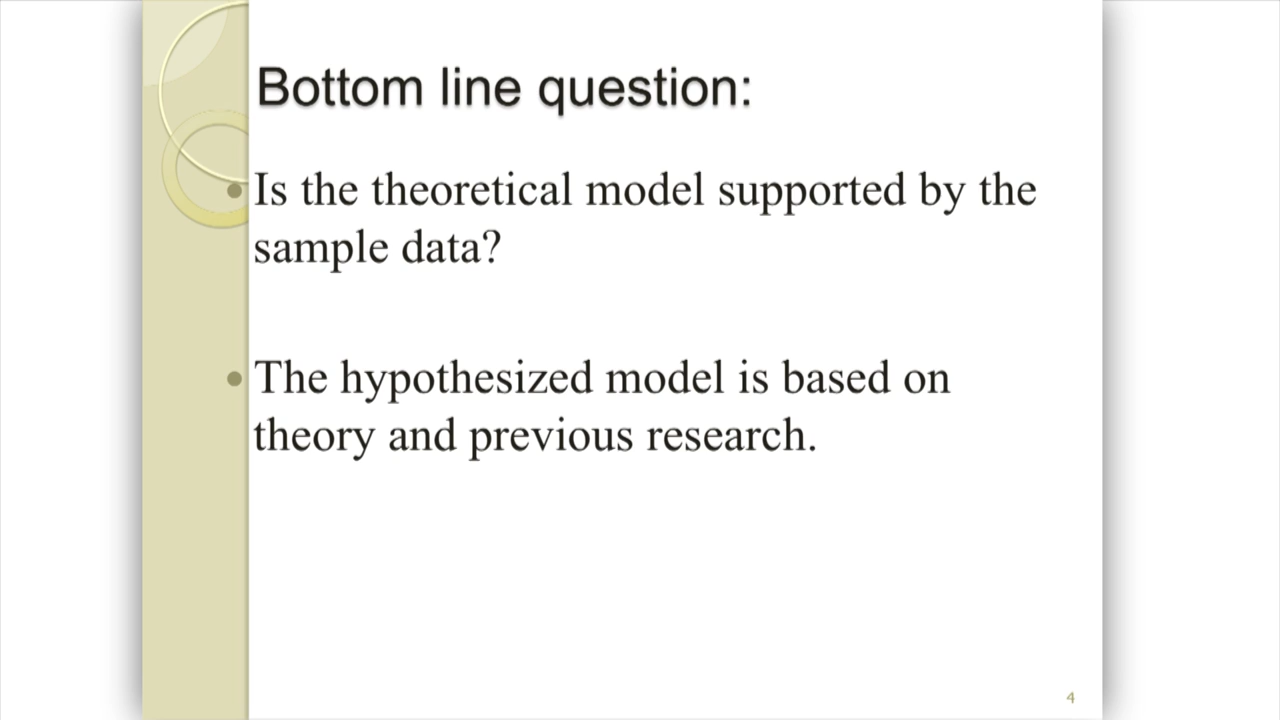 Bottom line question:
• Is the theoretical model supported by the
sample data?
• The hypothesized model is based on
theory and previous research.
4